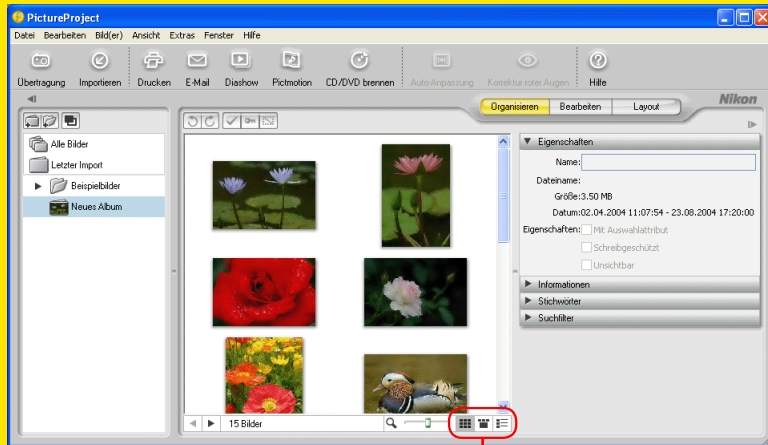 PictureProject
Datei Bearbeiten Bild(er) Ansicht Extras Fenster Hilfe
Übertragung Importieren Drucken E-Mail Diashow Pictmotion CD/DVD brennen Auto-Anpassung Korrektur roter Augen Hilfe
Organisieren Bearbeiten Layout Nikon
Alle Bilder
Letzter Import
Beispielbilder
Neues Album
Eigenschaften
Name:
Dateiname:
Größe:3.50 MB
Datum:02.04.2004 11:07:54 - 23.08.2004 17:20:00
Eigenschaften: Mit Auswahlattribut
Schreibgeschützt
Unsichtbar
Informationen
Stichwörter
Suchfilter
15 Bilder